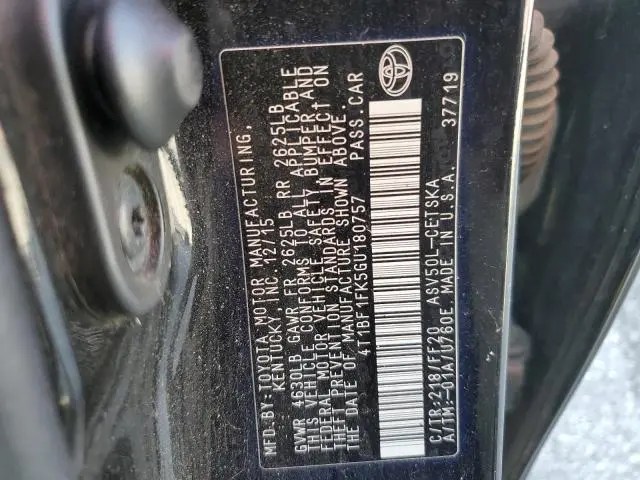 MFD.BY:TOYOTA MOTOR MANUFACTURING,
KENTUCKY, INC. 12/15
GVWR 4630LB GAWR FR 2625LB RR 2625LB
THIS VEHICLE CONFORMS TO ALL APPLICABLE
FEDERAL MOTOR VEHICLE SAFETY, BUMPER, AND
THEFT PREVENTION STANDARDS IN EFFECT ON
THE DATE OF MANUFACTURE SHOWN ABOVE.
4T1BF1FK5GU180757 PASS.CAR
C/TR:218/FF20 ASV50L-CETSKA
A/TM:-01A/U760E MADE IN U.S.A. 37719